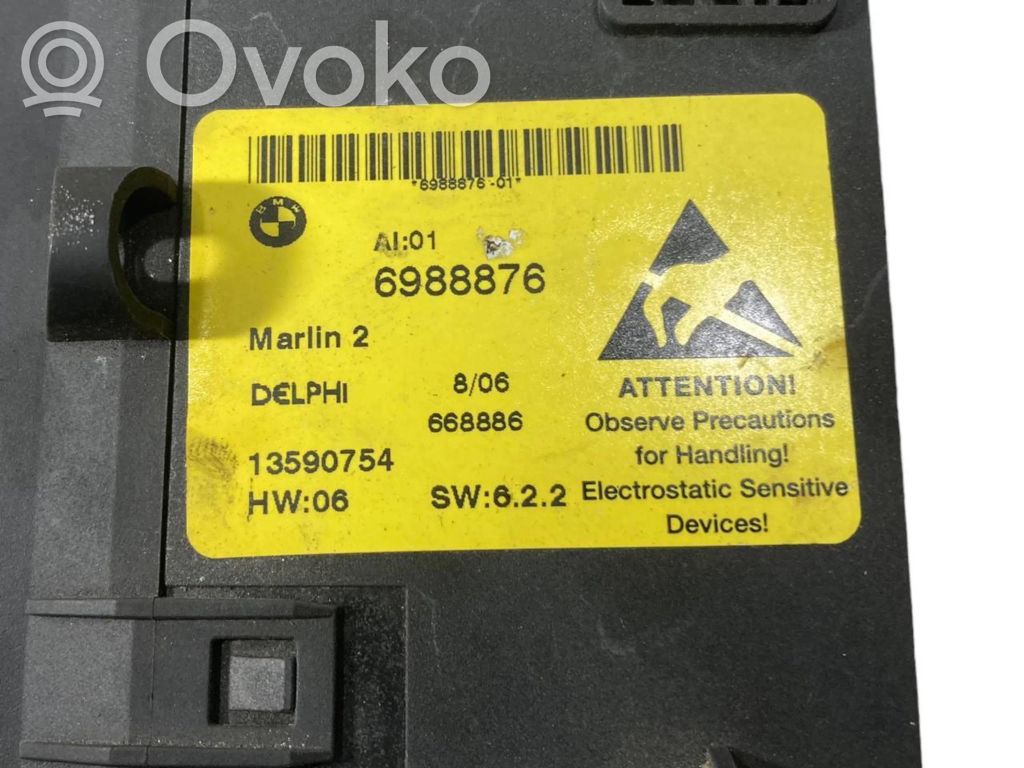 Ovoko
*6988876-01*
BMW
AI:01
6988876
Marlin 2
DELPHI
8/06
668886
13590754
HW:06
SW:6.2.2
ATTENTION!
Observe Precautions
for Handling!
Electrostatic Sensitive
Devices!